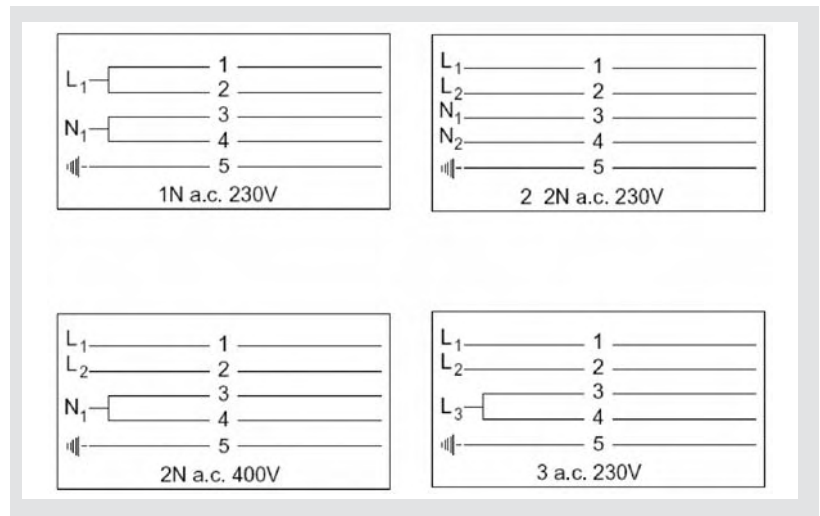 L1 1
2
N1 3
4
5
1N a.c. 230V
L1 1
L2 2
N1 3
N2 4
5
2 2N a.c. 230V
L1 1
L2 2
N1 3
4
5
2N a.c. 400V
L1 1
L2 2
L3 3
4
5
3 a.c. 230V